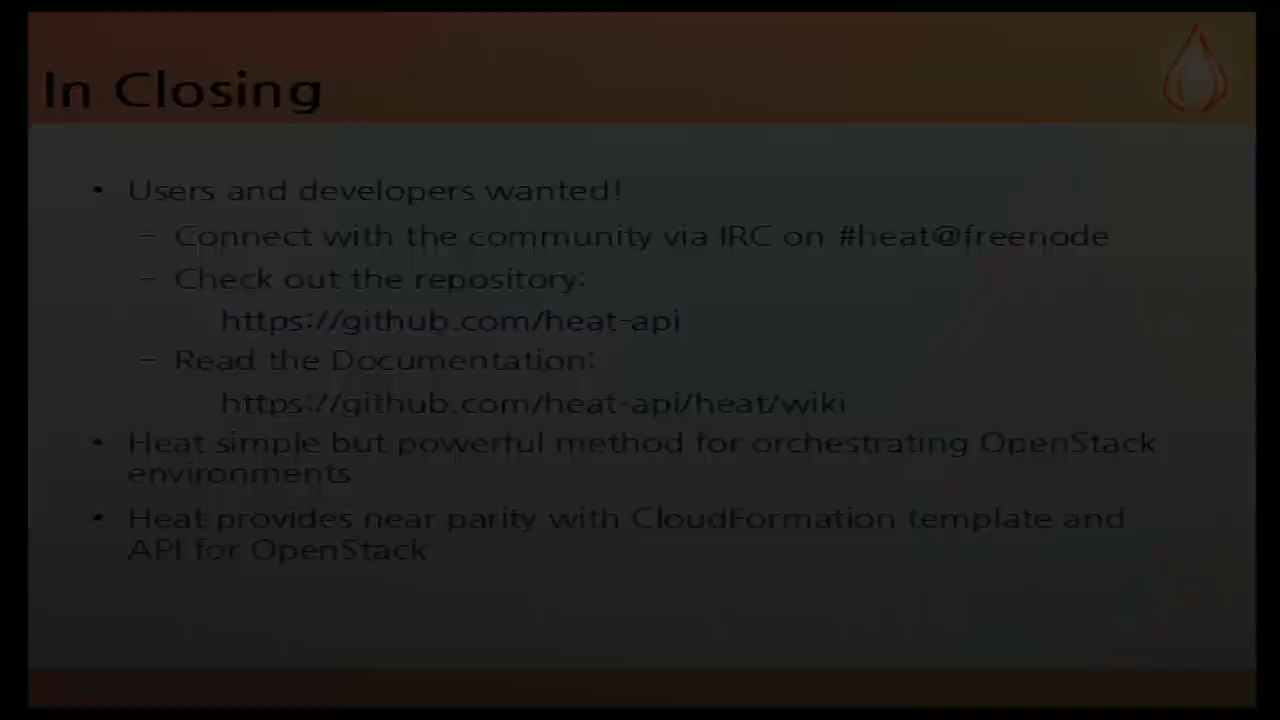 In Closing
• Users and developers wanted!
– Connect with the community via IRC on #heat@freenode
– Check out the repository:
https://github.com/heat-api
– Read the Documentation:
https://github.com/heat-api/heat/wiki
• Heat simple but powerful method for orchestrating OpenStack
environments
• Heat provides near parity with CloudFormation template and
API for OpenStack